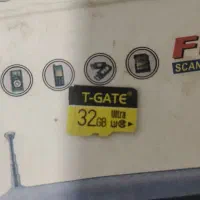 T-GATE
32GB Ultra
F
SCAN